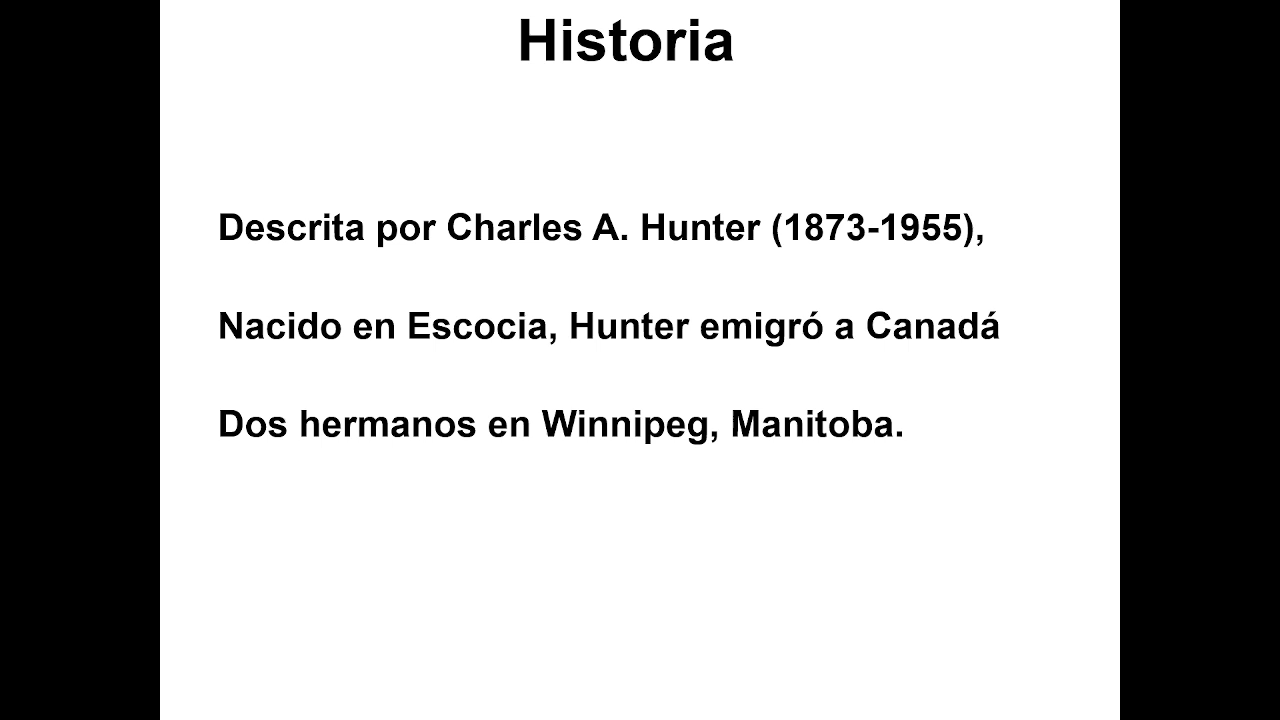 Historia
Descrita por Charles A. Hunter (1873-1955),
Nacido en Escocia, Hunter emigró a Canadá
Dos hermanos en Winnipeg, Manitoba.